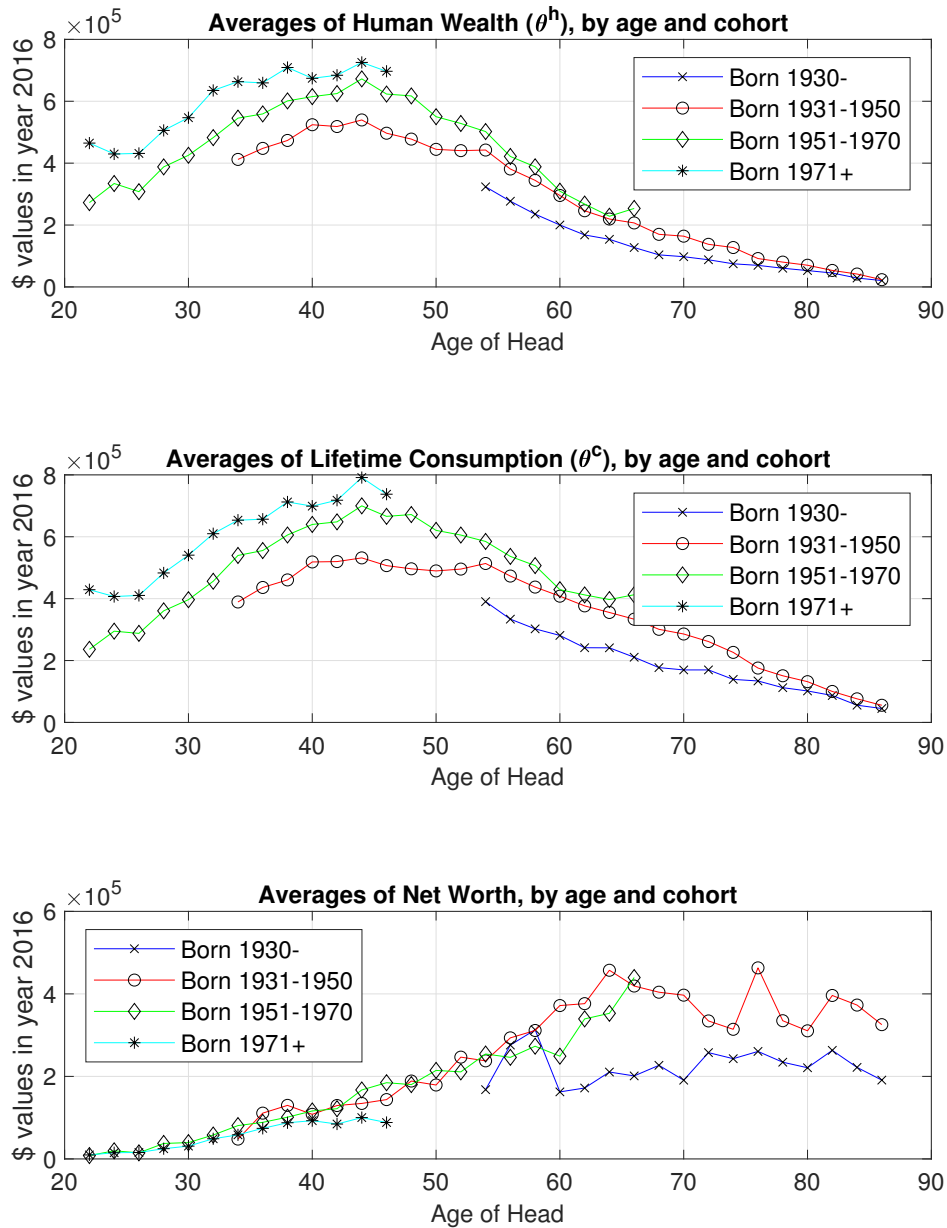 Averages of Human Wealth (θ^h), by age and cohort
×10^5
$ values in year 2016
8
6
4
2
0
Born 1930-
Born 1931-1950
Born 1951-1970
Born 1971+
20 30 40 50 60 70 80 90
Age of Head
Averages of Lifetime Consumption (θ^c), by age and cohort
×10^5
$ values in year 2016
8
6
4
2
0
Born 1930-
Born 1931-1950
Born 1951-1970
Born 1971+
20 30 40 50 60 70 80 90
Age of Head
Averages of Net Worth, by age and cohort
×10^5
$ values in year 2016
6
4
2
0
Born 1930-
Born 1931-1950
Born 1951-1970
Born 1971+
20 30 40 50 60 70 80 90
Age of Head